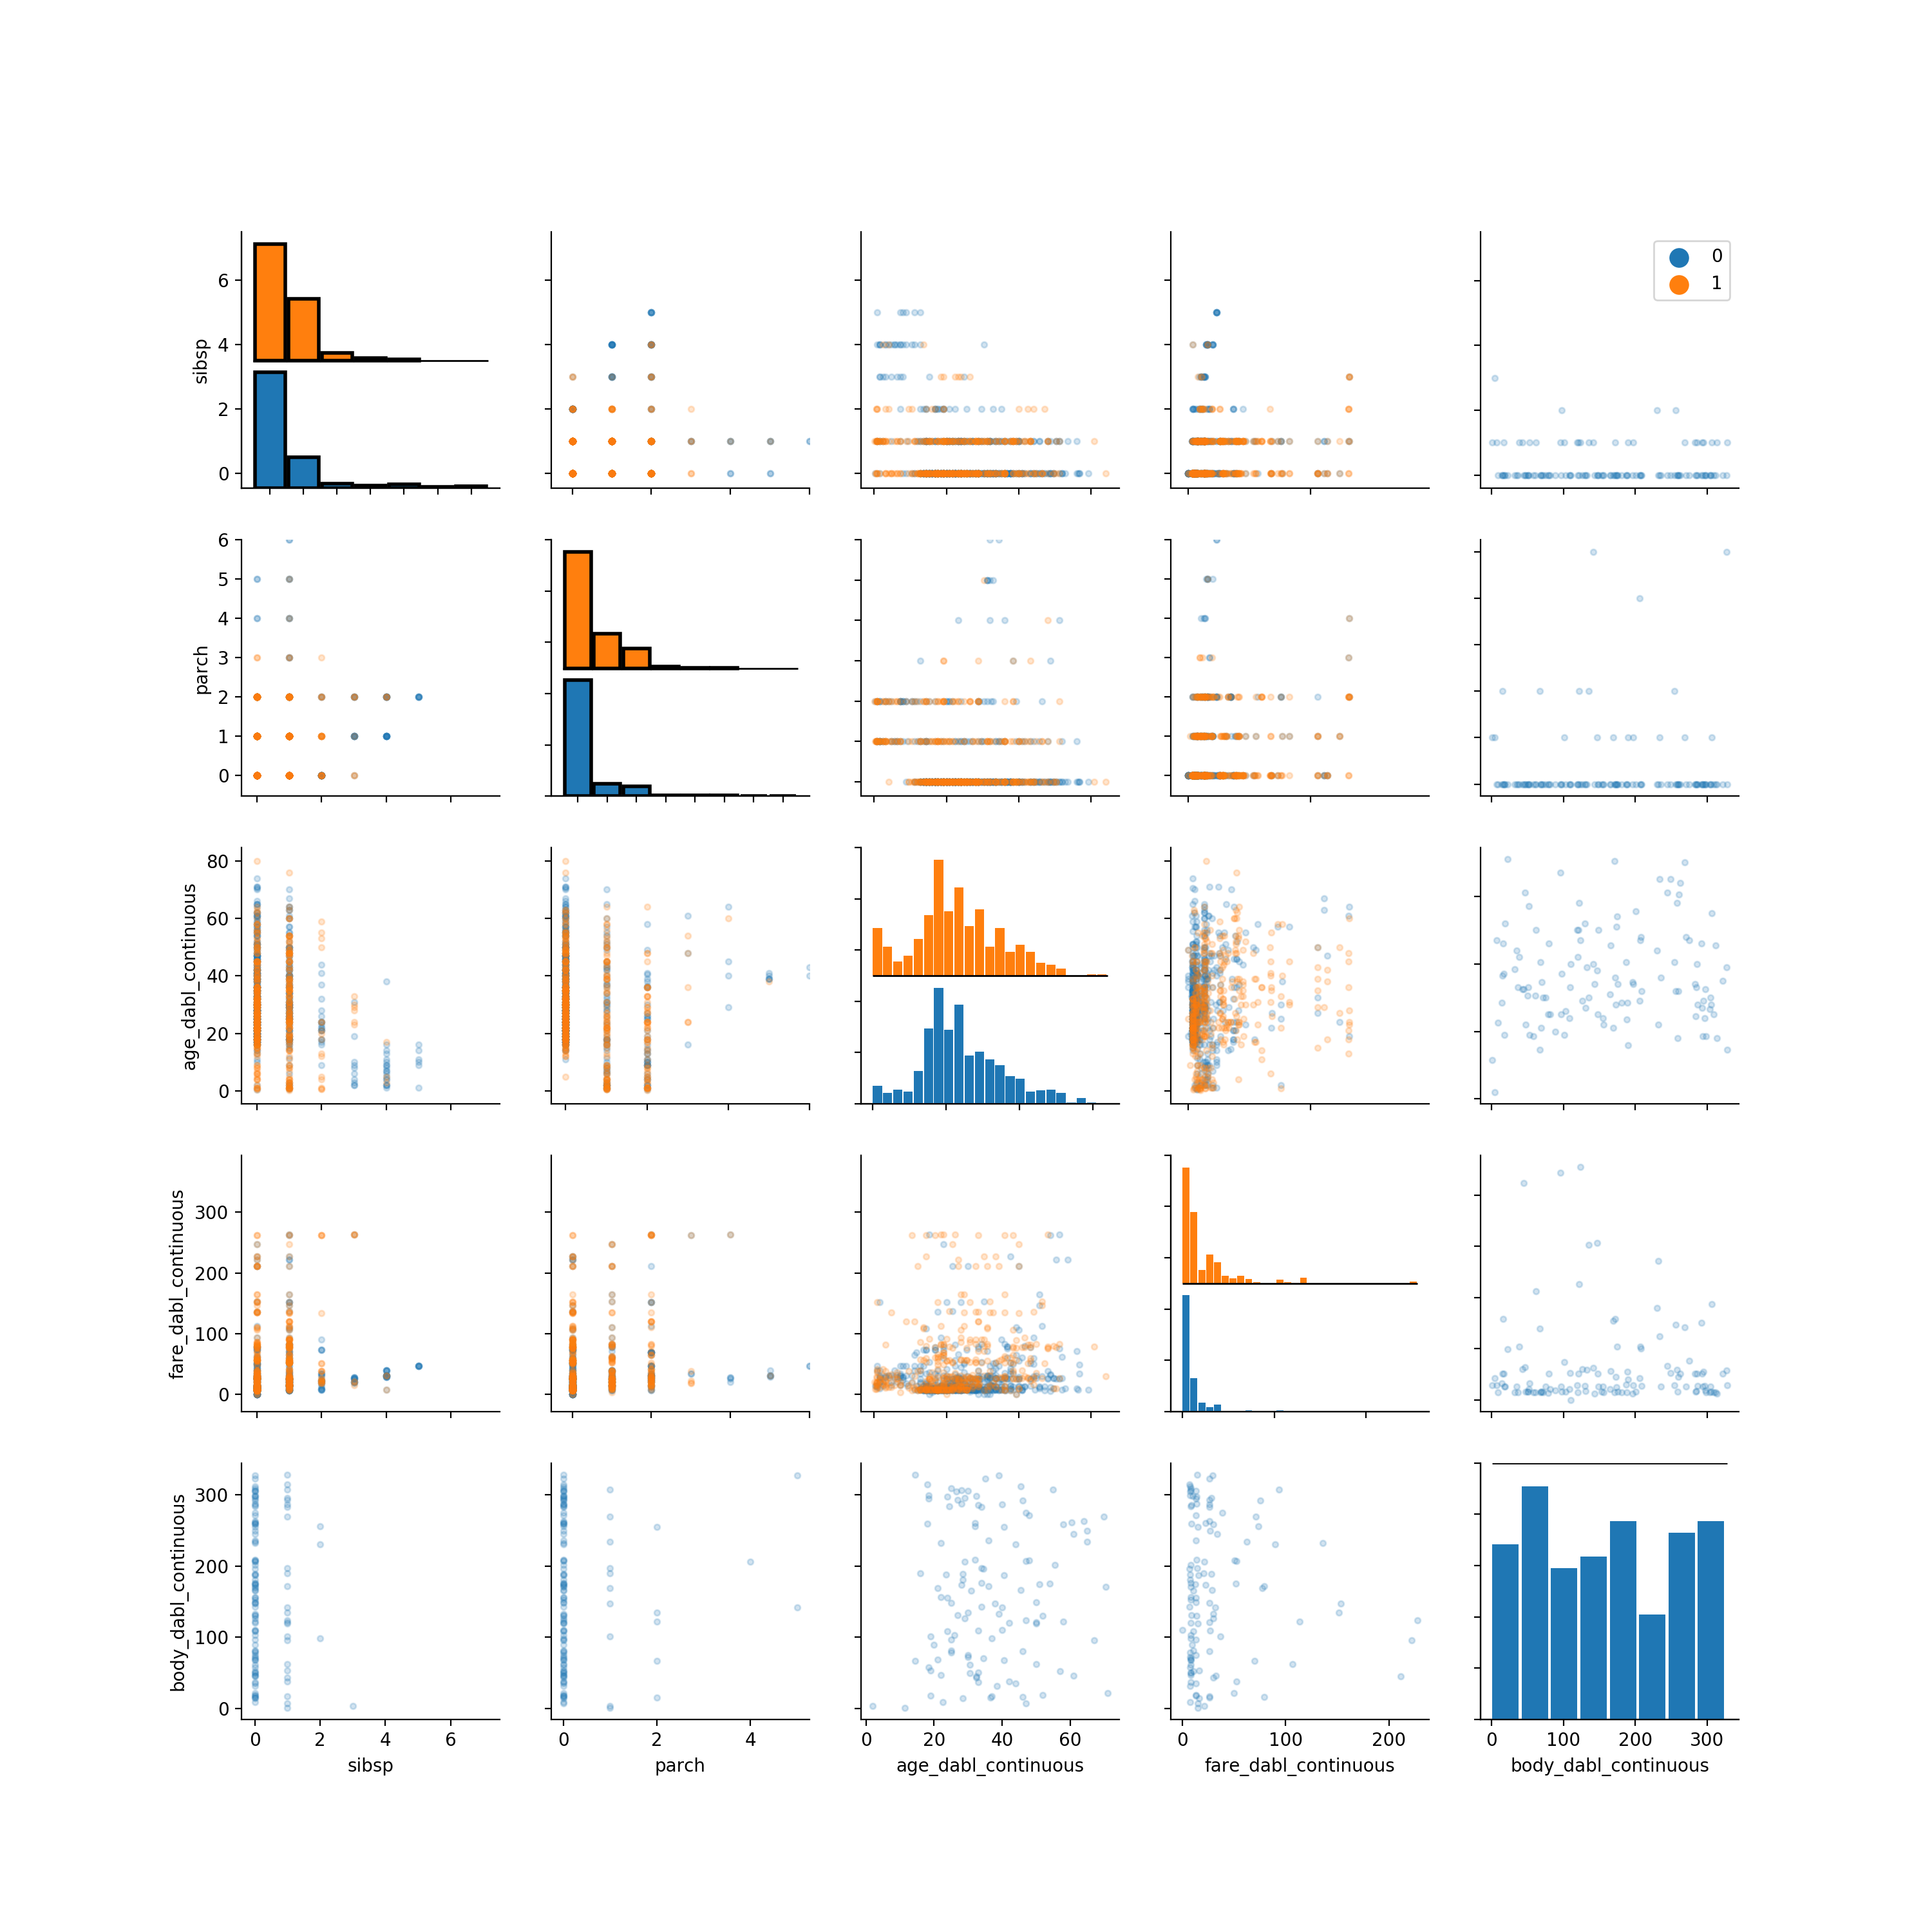 0
1
sibsp
6
4
2
0
parch
6
5
4
3
2
1
0
age_dabl_continuous
80
60
40
20
0
fare_dabl_continuous
300
200
100
0
body_dabl_continuous
300
200
100
0
0 2 4 6
0 2 4
0 20 40 60
0 100 200
0 100 200 300
sibsp
parch
age_dabl_continuous
fare_dabl_continuous
body_dabl_continuous